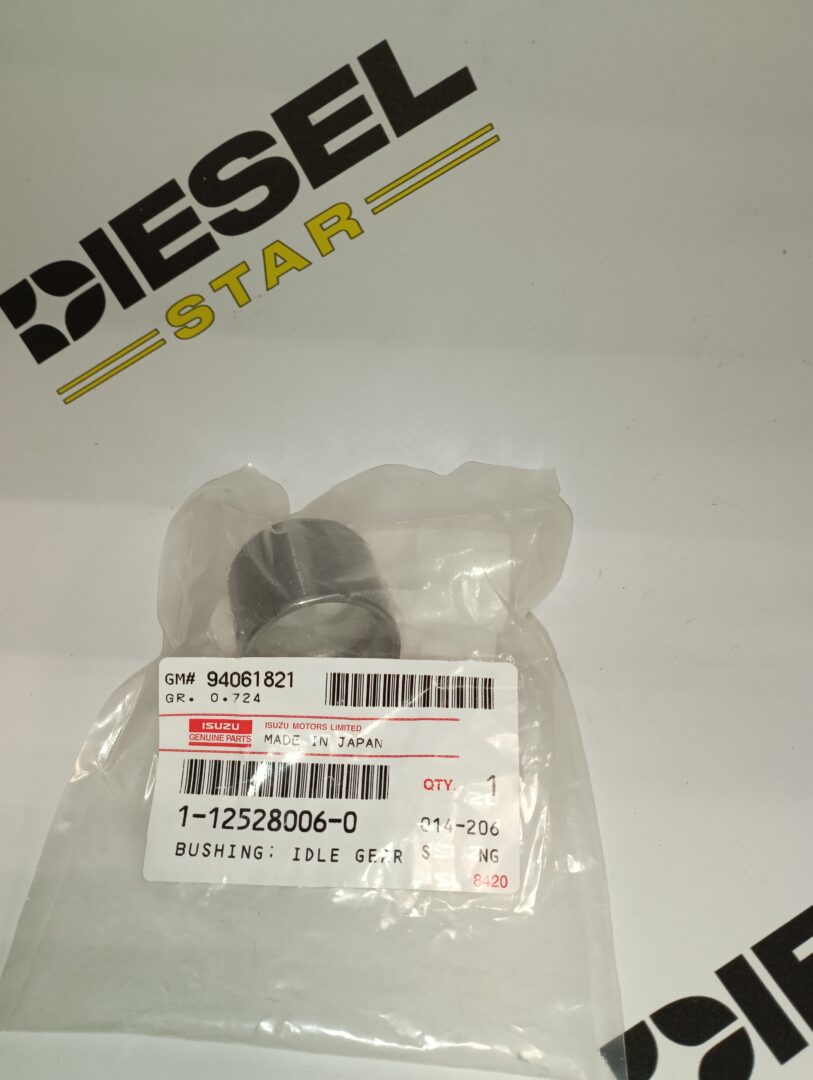 DIESEL
STAR
GM# 94061821
GR. 0.724
ISUZU
GENUINE PARTS
ISUZU MOTORS LIMITED
MADE IN JAPAN
QTY. 1
1-12528006-0 014-206
BUSHING; IDLE GEAR
8420